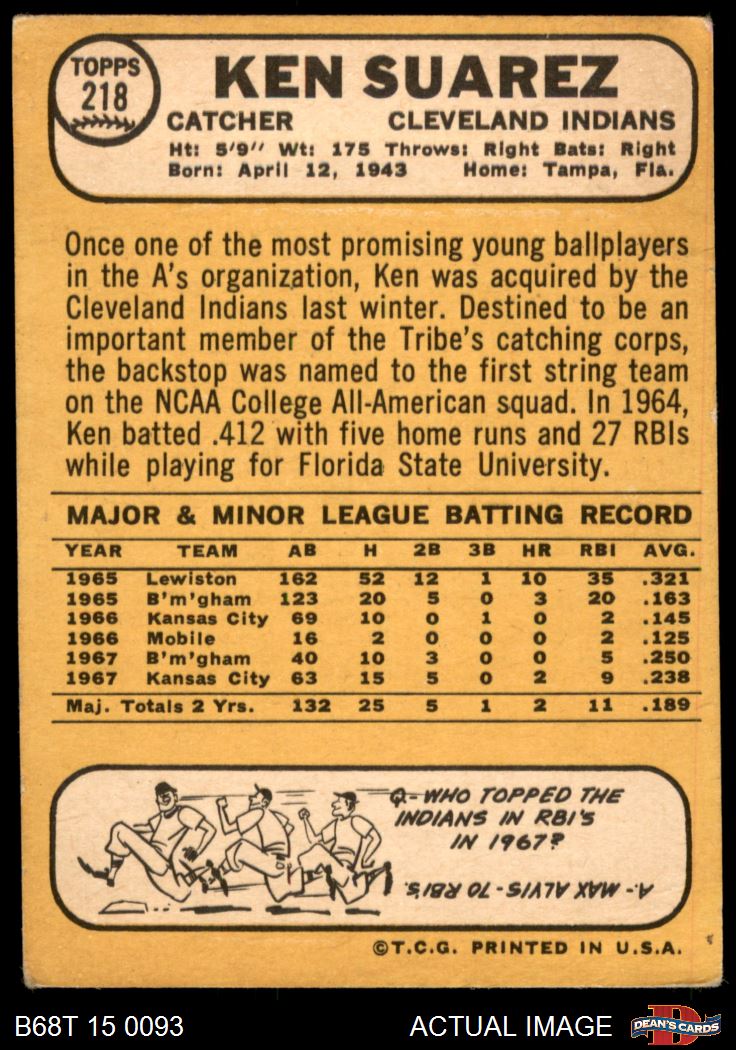 TOPPS
218
KEN SUAREZ
CATCHER CLEVELAND INDIANS
Ht: 5'9" Wt: 175 Throws: Right Bats: Right
Born: April 12, 1943 Home: Tampa, Fla.
Once one of the most promising young ballplayers
in the A's organization, Ken was acquired by the
Cleveland Indians last winter. Destined to be an
important member of the Tribe's catching corps,
the backstop was named to the first string team
on the NCAA College All-American squad. In 1964,
Ken batted .412 with five home runs and 27 RBIs
while playing for Florida State University.
MAJOR & MINOR LEAGUE BATTING RECORD
YEAR TEAM AB H 2B 3B HR RBI AVG.
1965 Lewiston 162 52 12 1 10 35 .321
1965 B'm'gham 123 20 5 0 3 20 .163
1966 Kansas City 69 10 0 1 0 2 .145
1966 Mobile 16 2 0 0 0 2 .125
1967 B'm'gham 40 10 3 0 0 5 .250
1967 Kansas City 63 15 5 0 2 9 .238
Maj. Totals 2 Yrs. 132 25 5 1 2 11 .189
Q-WHO TOPPED THE
INDIANS IN RBI'S
IN 1967?
A- MAX ALVIS-70 RBI'S.
©T.C.G. PRINTED IN U.S.A.
B68T 15 0093 ACTUAL IMAGE DEAN'S CARDS